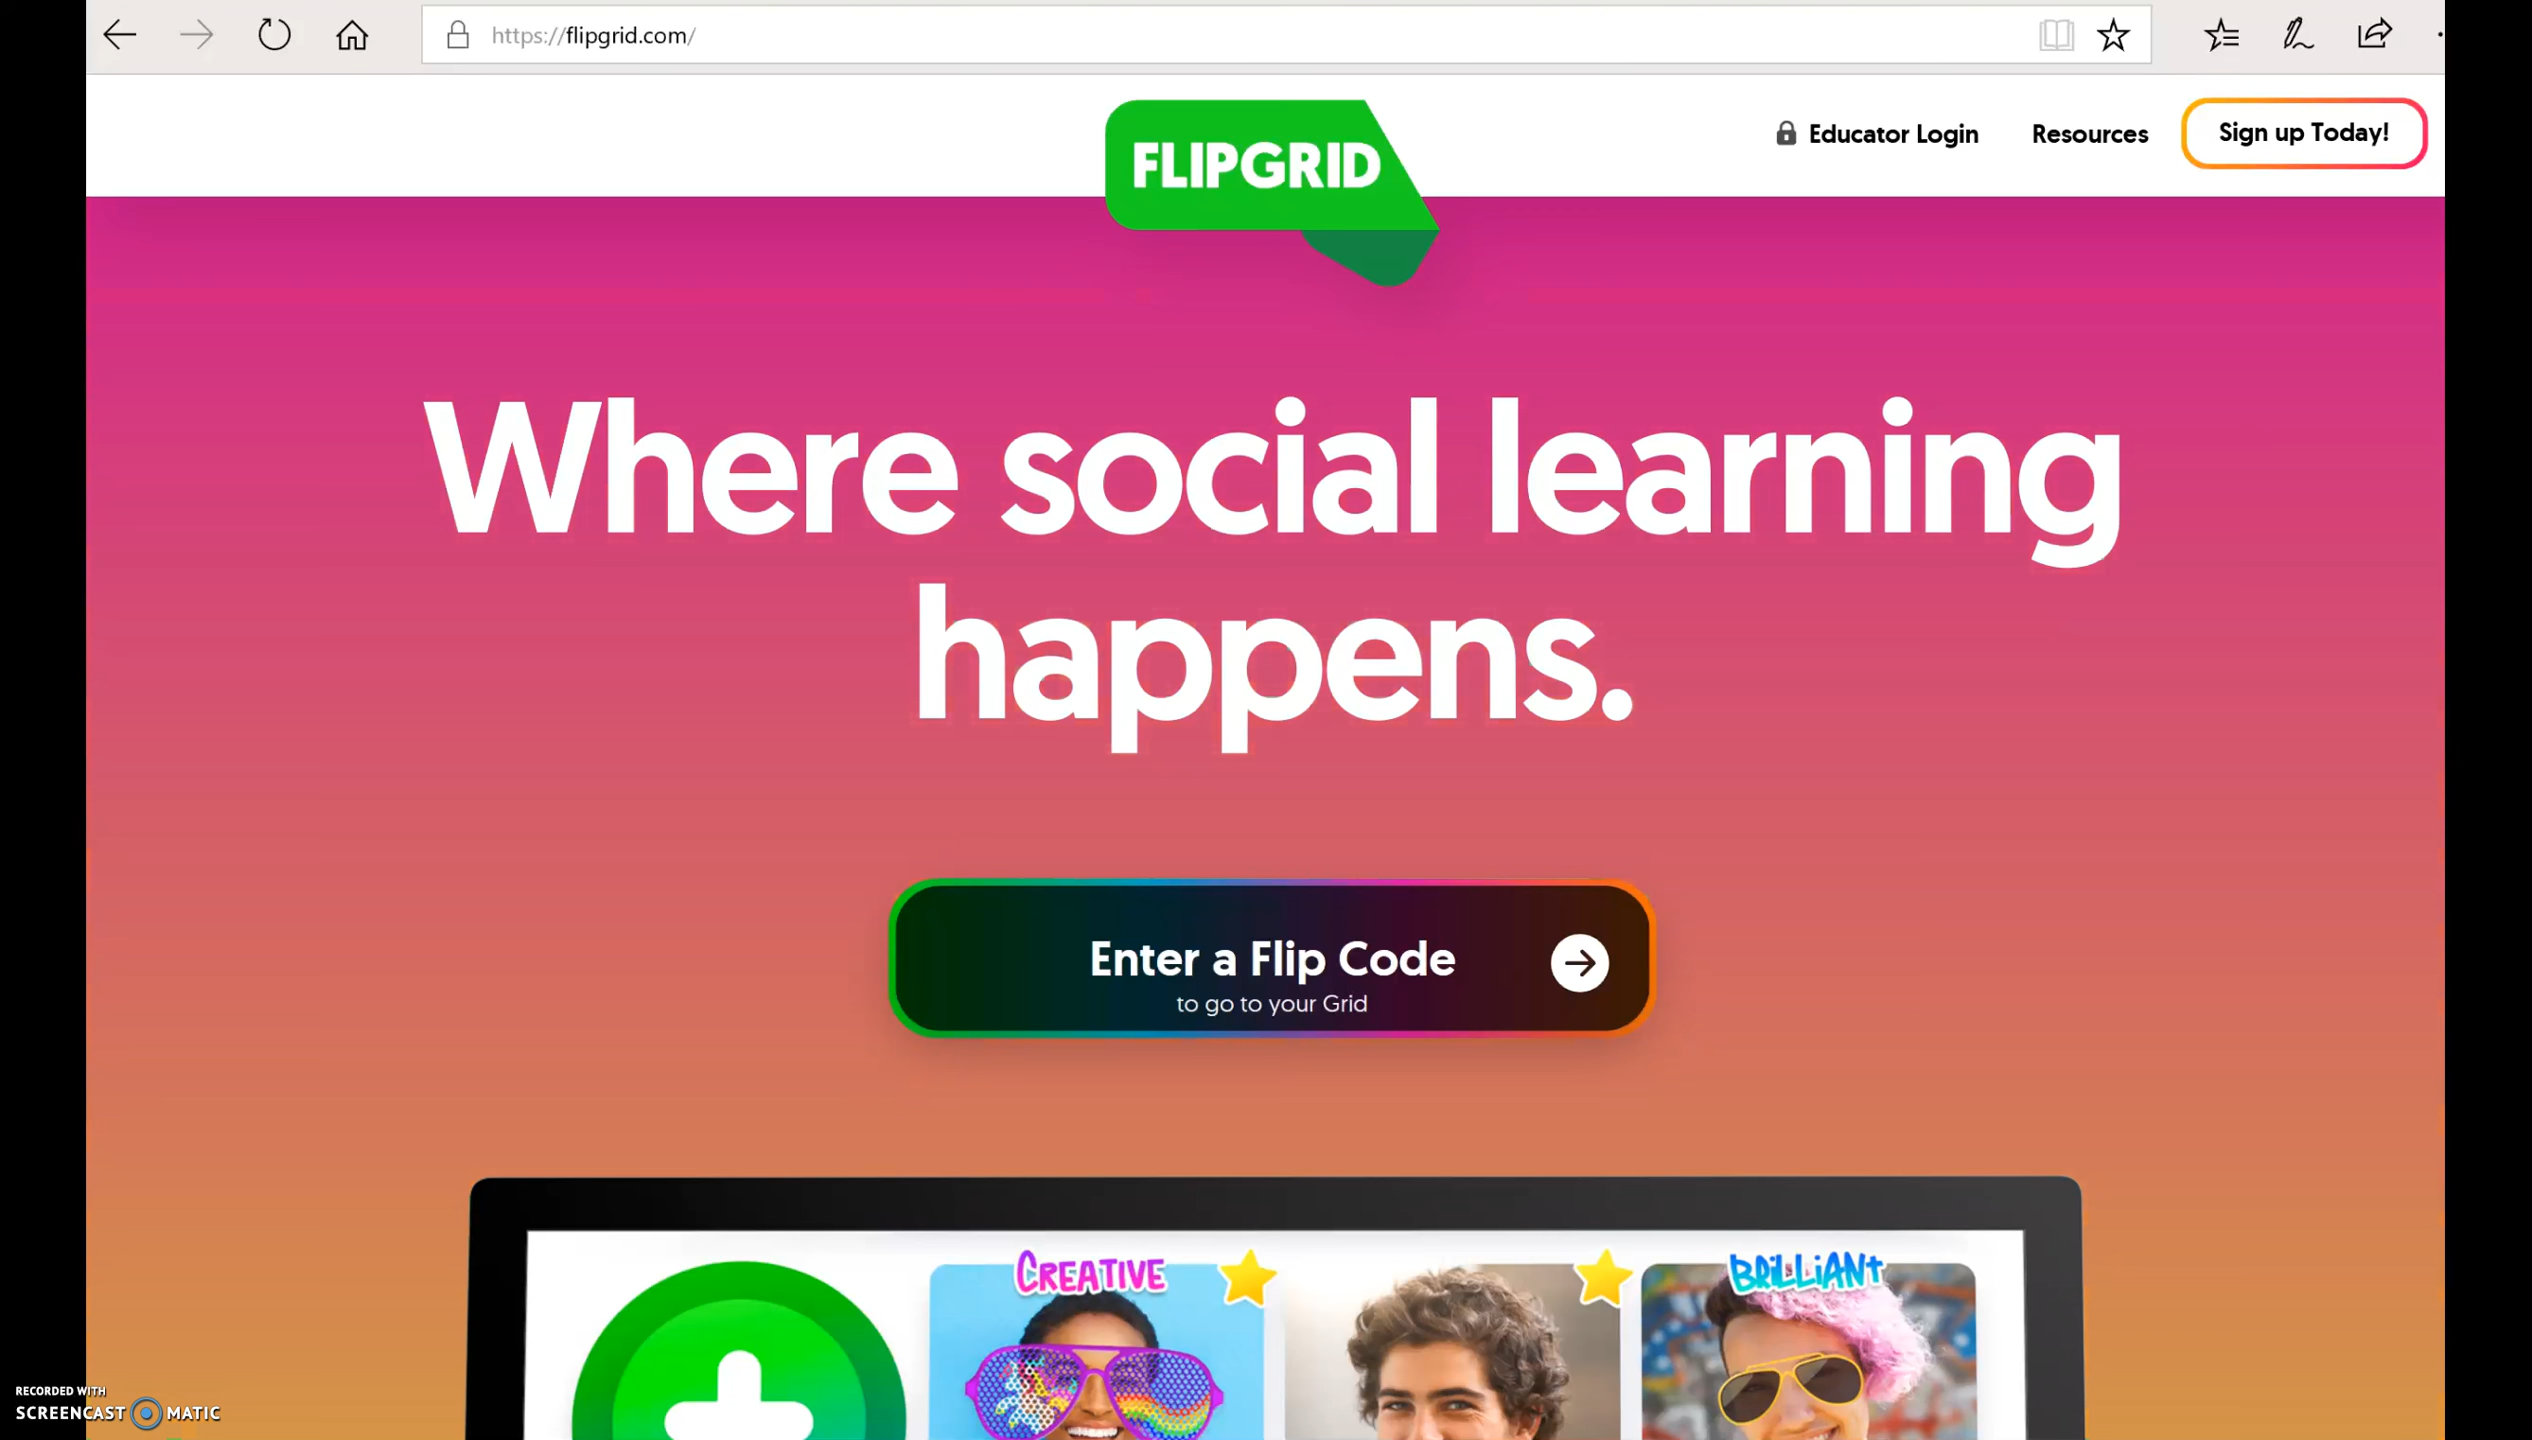 https://flipgrid.com/
FLIPGRID
Educator Login
Resources
Sign up Today!
Where social learning
happens.
Enter a Flip Code
to go to your Grid
CREATIVE
BRiLLiANt
RECORDED WITH
SCREENCAST MATIC